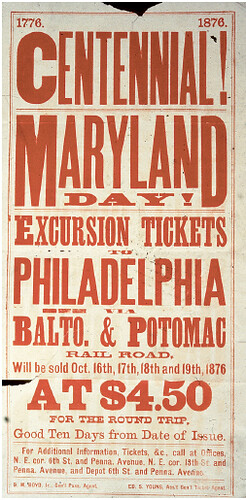 1776. 1876.
CENTENNIAL!
MARYLAND
DAY!
EXCURSION TICKETS
TO
PHILADELPHIA
VIA
BALTO. & POTOMAC
RAIL ROAD,
Will be sold Oct. 16th, 17th, 18th and 19th, 1876
AT $4.50
FOR THE ROUND TRIP,
Good Ten Days from Date of Issue.
For Additional Information, Tickets, &c., call at Offices,
N. E. cor. 6th St. and Penna. Avenue, N. E. cor. 13th St. and
Penna. Avenue, and Depot 6th St. and Penna. Avenue.
D. M. BOYD, Jr., Gen'l Pass. Agent. ED. S. YOUNG, Ass't Gen'l Ticket Agent.